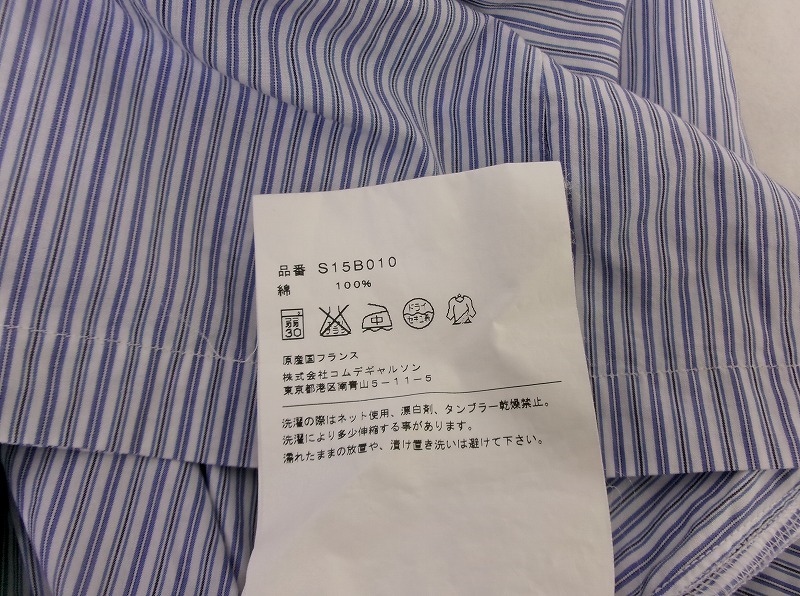 品番 S15B010
綿 100%
30 中 ドライ セキユ系
原産国フランス
株式会社コムデギャルソン
東京都港区南青山5-11-5
洗濯の際はネット使用、漂白剤、タンブラー乾燥禁止。
洗濯により多少伸縮する事があります。
濡れたままの放置や、漬け置き洗いは避けて下さい。